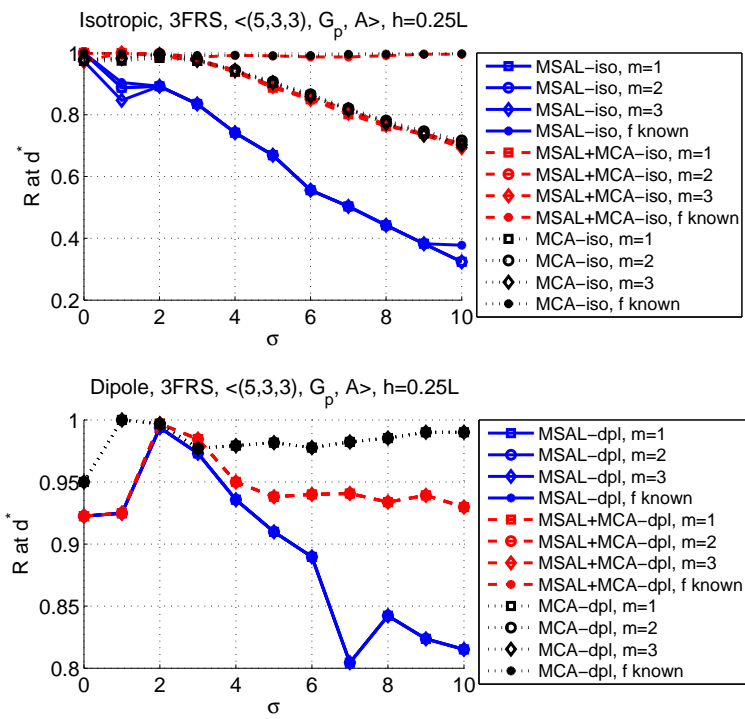 Isotropic, 3FRS, <(5,3,3), Gp, A>, h=0.25L
1
0.8
0.6
0.4
0.2
0
2
4
6
8
10
R at d*
σ
MSAL−iso, m=1
MSAL−iso, m=2
MSAL−iso, m=3
MSAL−iso, f known
MSAL+MCA−iso, m=1
MSAL+MCA−iso, m=2
MSAL+MCA−iso, m=3
MSAL+MCA−iso, f known
MCA−iso, m=1
MCA−iso, m=2
MCA−iso, m=3
MCA−iso, f known
Dipole, 3FRS, <(5,3,3), Gp, A>, h=0.25L
1
0.95
0.9
0.85
0.8
0
2
4
6
8
10
R at d*
σ
MSAL−dpl, m=1
MSAL−dpl, m=2
MSAL−dpl, m=3
MSAL−dpl, f known
MSAL+MCA−dpl, m=1
MSAL+MCA−dpl, m=2
MSAL+MCA−dpl, m=3
MSAL+MCA−dpl, f known
MCA−dpl, m=1
MCA−dpl, m=2
MCA−dpl, m=3
MCA−dpl, f known